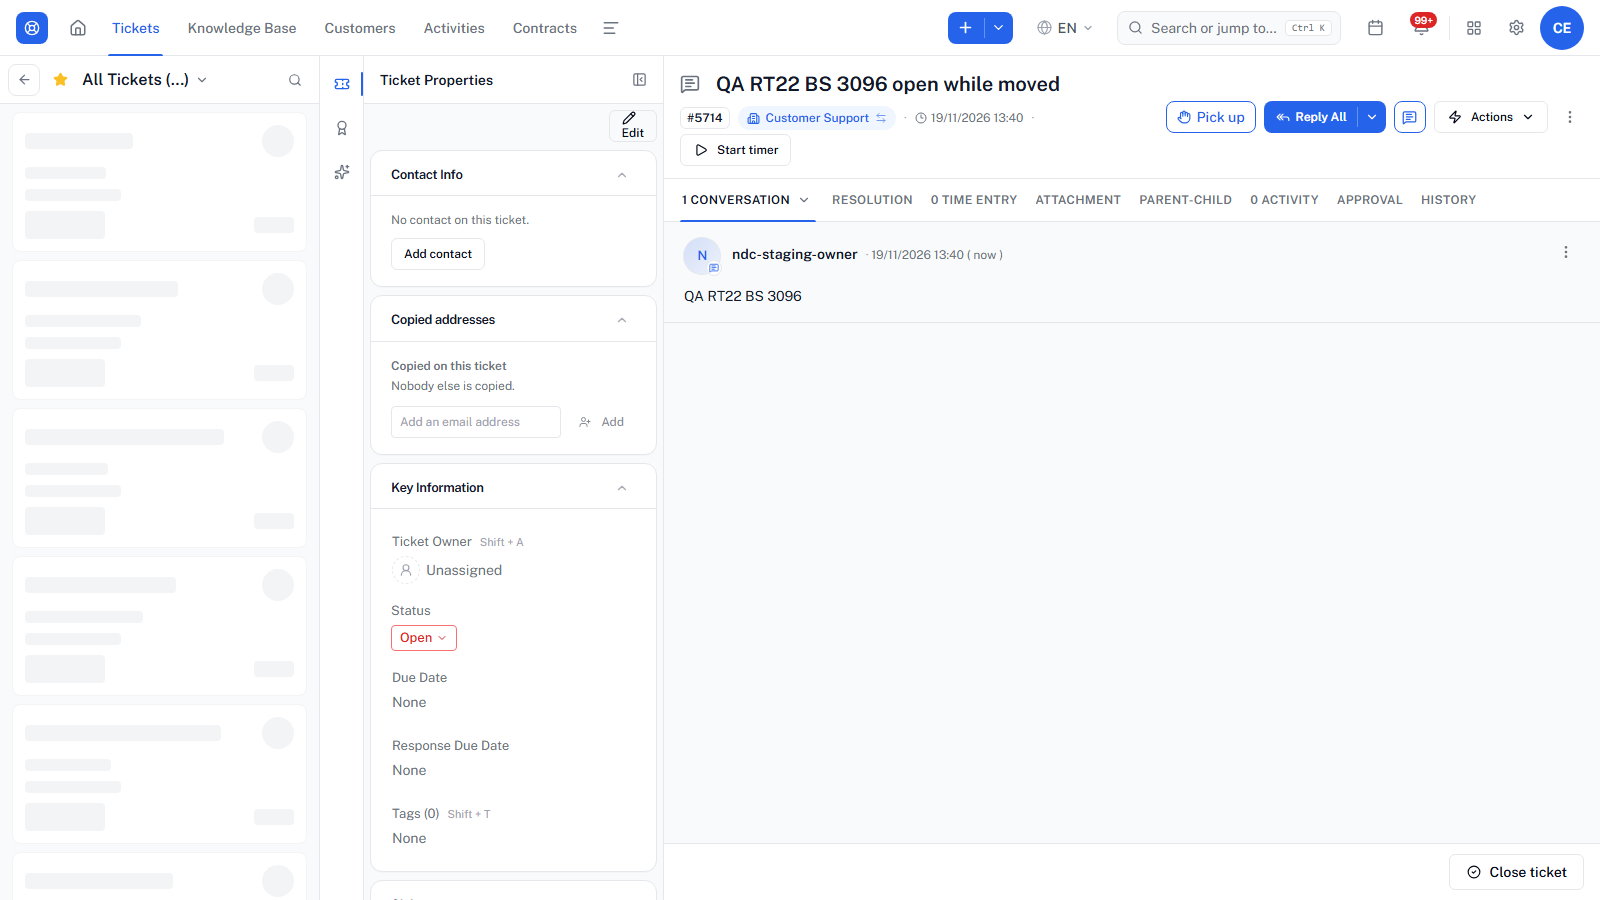 Tickets
Knowledge Base
Customers
Activities
Contracts
EN
Search or jump to...
Ctrl K
99+
CE
All Tickets (...)
Ticket Properties
Edit
Contact Info
No contact on this ticket.
Add contact
Copied addresses
Copied on this ticket
Nobody else is copied.
Add an email address
Add
Key Information
Ticket Owner Shift + A
Unassigned
Status
Open
Due Date
None
Response Due Date
None
Tags (0) Shift + T
None
QA RT22 BS 3096 open while moved
#5714
Customer Support
· 19/11/2026 13:40 ·
Start timer
Pick up
Reply All
Actions
1 CONVERSATION
RESOLUTION
0 TIME ENTRY
ATTACHMENT
PARENT-CHILD
0 ACTIVITY
APPROVAL
HISTORY
N
ndc-staging-owner · 19/11/2026 13:40 ( now )
QA RT22 BS 3096
Close ticket